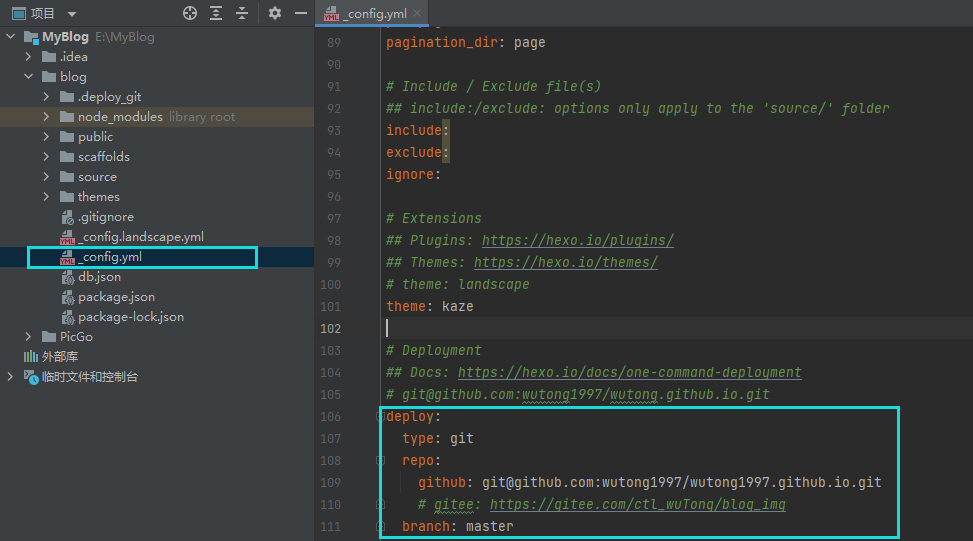 项目
_config.yml
MyBlog E:\MyBlog
.idea
blog
.deploy_git
node_modules library root
public
scaffolds
source
themes
.gitignore
_config.landscape.yml
_config.yml
db.json
package.json
package-lock.json
PicGo
外部库
临时文件和控制台
89 pagination_dir: page
90
91 # Include / Exclude file(s)
92 ## include:/exclude: options only apply to the 'source/' folder
93 include:
94 exclude:
95 ignore:
96
97 # Extensions
98 ## Plugins: https://hexo.io/plugins/
99 ## Themes: https://hexo.io/themes/
100 # theme: landscape
101 theme: kaze
102
103 # Deployment
104 ## Docs: https://hexo.io/docs/one-command-deployment
105 # git@github.com:wutong1997/wutong.github.io.git
106 deploy:
107 type: git
108 repo:
109 github: git@github.com:wutong1997/wutong1997.github.io.git
110 # gitee: https://gitee.com/ctl_wuTong/blog_img
111 branch: master